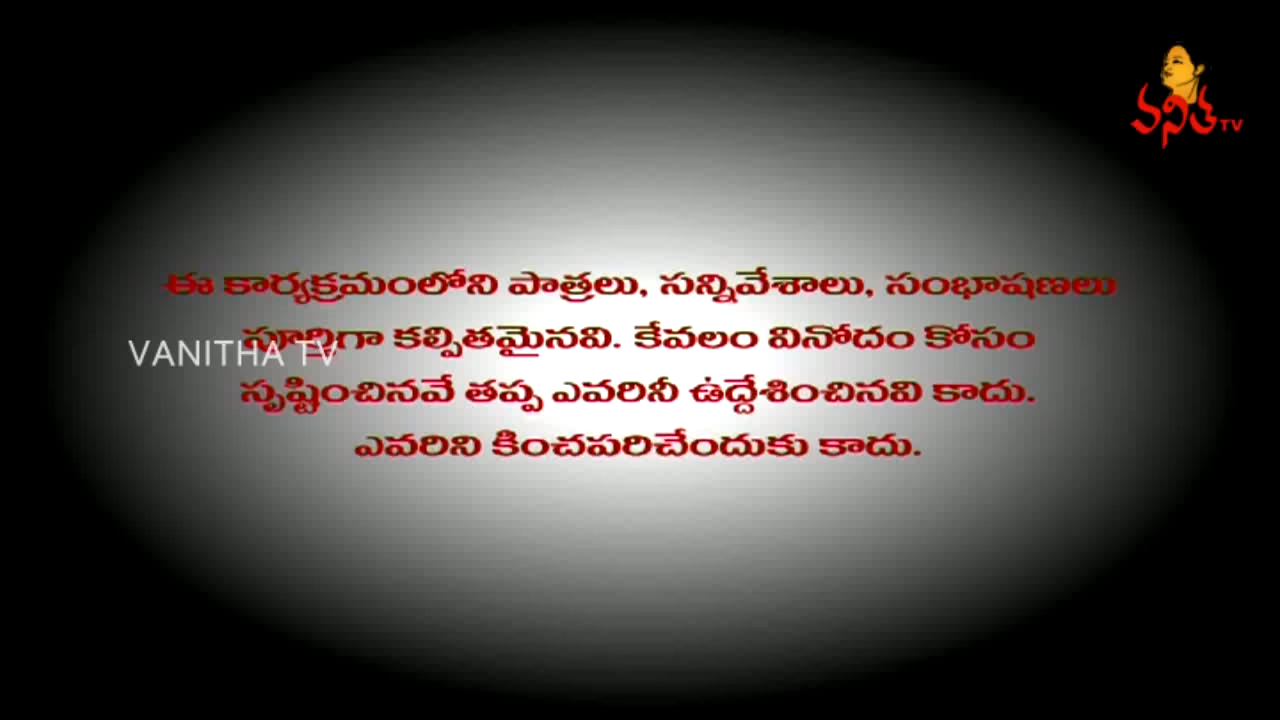 వనిత TV
ఈ కార్యక్రమంలోని పాత్రలు, సన్నివేశాలు, సంభాషణలు
పూర్తిగా కల్పితమైనవి. కేవలం వినోదం కోసం
VANITHA TV
సృష్టించినవే తప్ప ఎవరినీ ఉద్దేశించినవి కాదు.
ఎవరిని కించపరిచేందుకు కాదు.